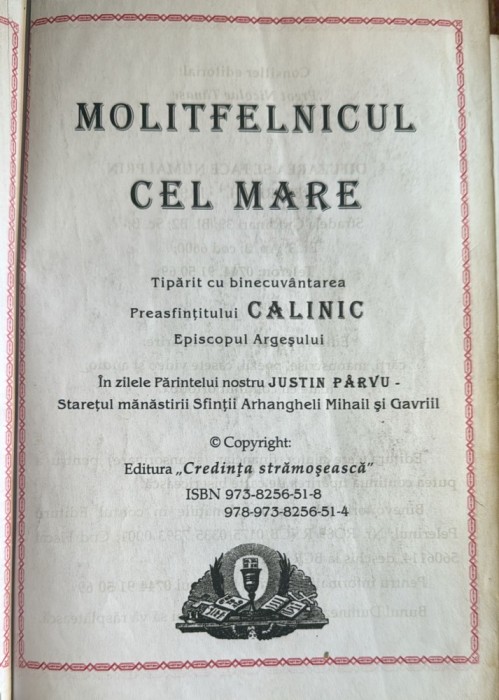 MOLITFELNICUL
CEL MARE
Tipărit cu binecuvântarea
Preasfințitului CALINIC
Episcopul Argeșului
În zilele Părintelui nostru JUSTIN PÂRVU -
Starețul mănăstirii Sfinții Arhangheli Mihail și Gavriil
© Copyright:
Editura „Credința strămoșească"
ISBN 973-8256-51-8
978-973-8256-51-4